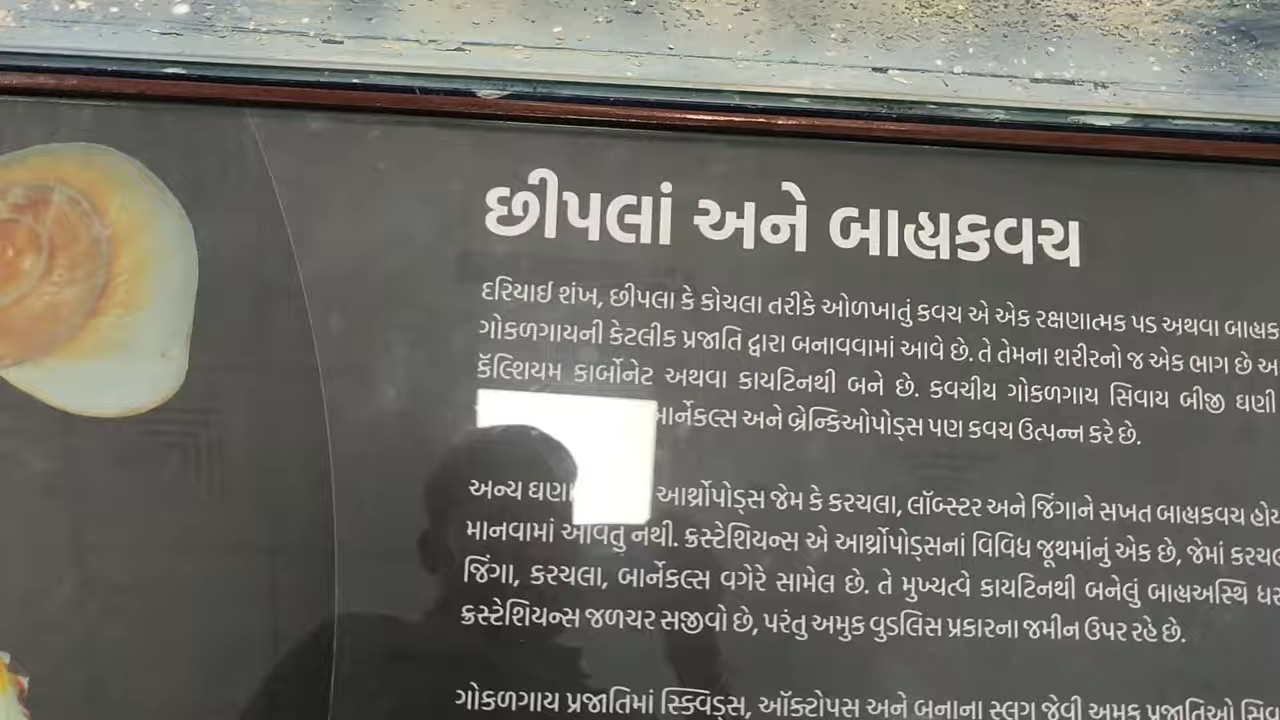 છીપલાં અને બાહ્યકવચ
દરિયાઈ શંખ, છીપલા કે કોચલા તરીકે ઓળખાતું કવચ એ એક રક્ષણાત્મક પડ અથવા
ગોકળગાયની કેટલીક પ્રજાતિ દ્વારા બનાવવામાં આવે છે. તે તેમના શરીરનો જ એક ભાગ છે
કૅલ્શિયમ કાર્બોનેટ અથવા કાયટિનથી બને છે. કવચીય ગોકળગાય સિવાય બીજી ઘણી
અને બ્રેન્કિઓપોડ્સ પણ કવચ ઉત્પન્ન કરે છે.
અન્ય આર્થ્રોપોડ્સ જેમ કે કરચલા, લૉબ્સ્ટર અને જિંગાને સખત બાહ્યકવચ
માનવામાં આવતુ નથી. ક્રસ્ટેશિયન્સ એ આર્થ્રોપોડ્સનાં વિવિધ જૂથમાંનું એક છે, જેમાં
જિંગા, કરચલા, બાર્નેકલ્સ વગેરે સામેલ છે. તે મુખ્યત્વે કાયટિનથી બનેલું બાહ્યઅસ્થિ
ક્રસ્ટેશિયન્સ જળચર સજીવો છે, પરંતુ અમુક વુડલિસ પ્રકારના જમીન ઉપર રહે છે.
ગોકળગાય પ્રજાતિમાં સ્ક્વિડ્સ, ઑક્ટોપસ અને બનાના સ્લગ જેવી અમુક પ્રજાતિઓ